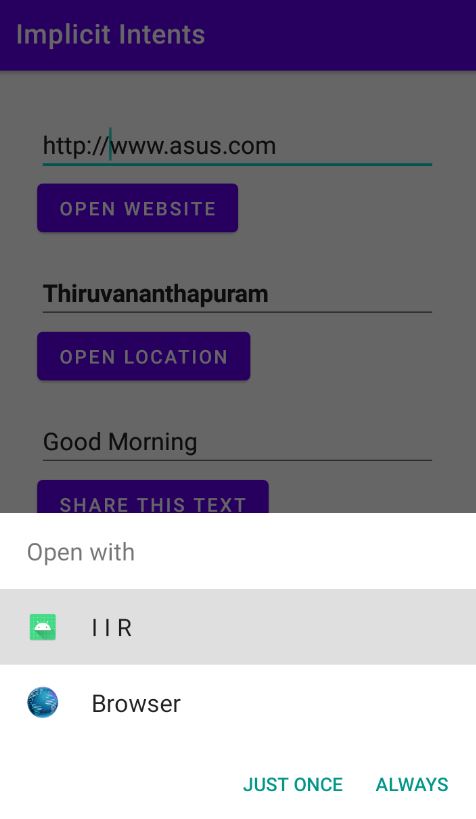 Implicit Intents
http://www.asus.com
OPEN WEBSITE
Thiruvananthapuram
OPEN LOCATION
Good Morning
SHARE THIS TEXT
Open with
I I R
Browser
JUST ONCE ALWAYS